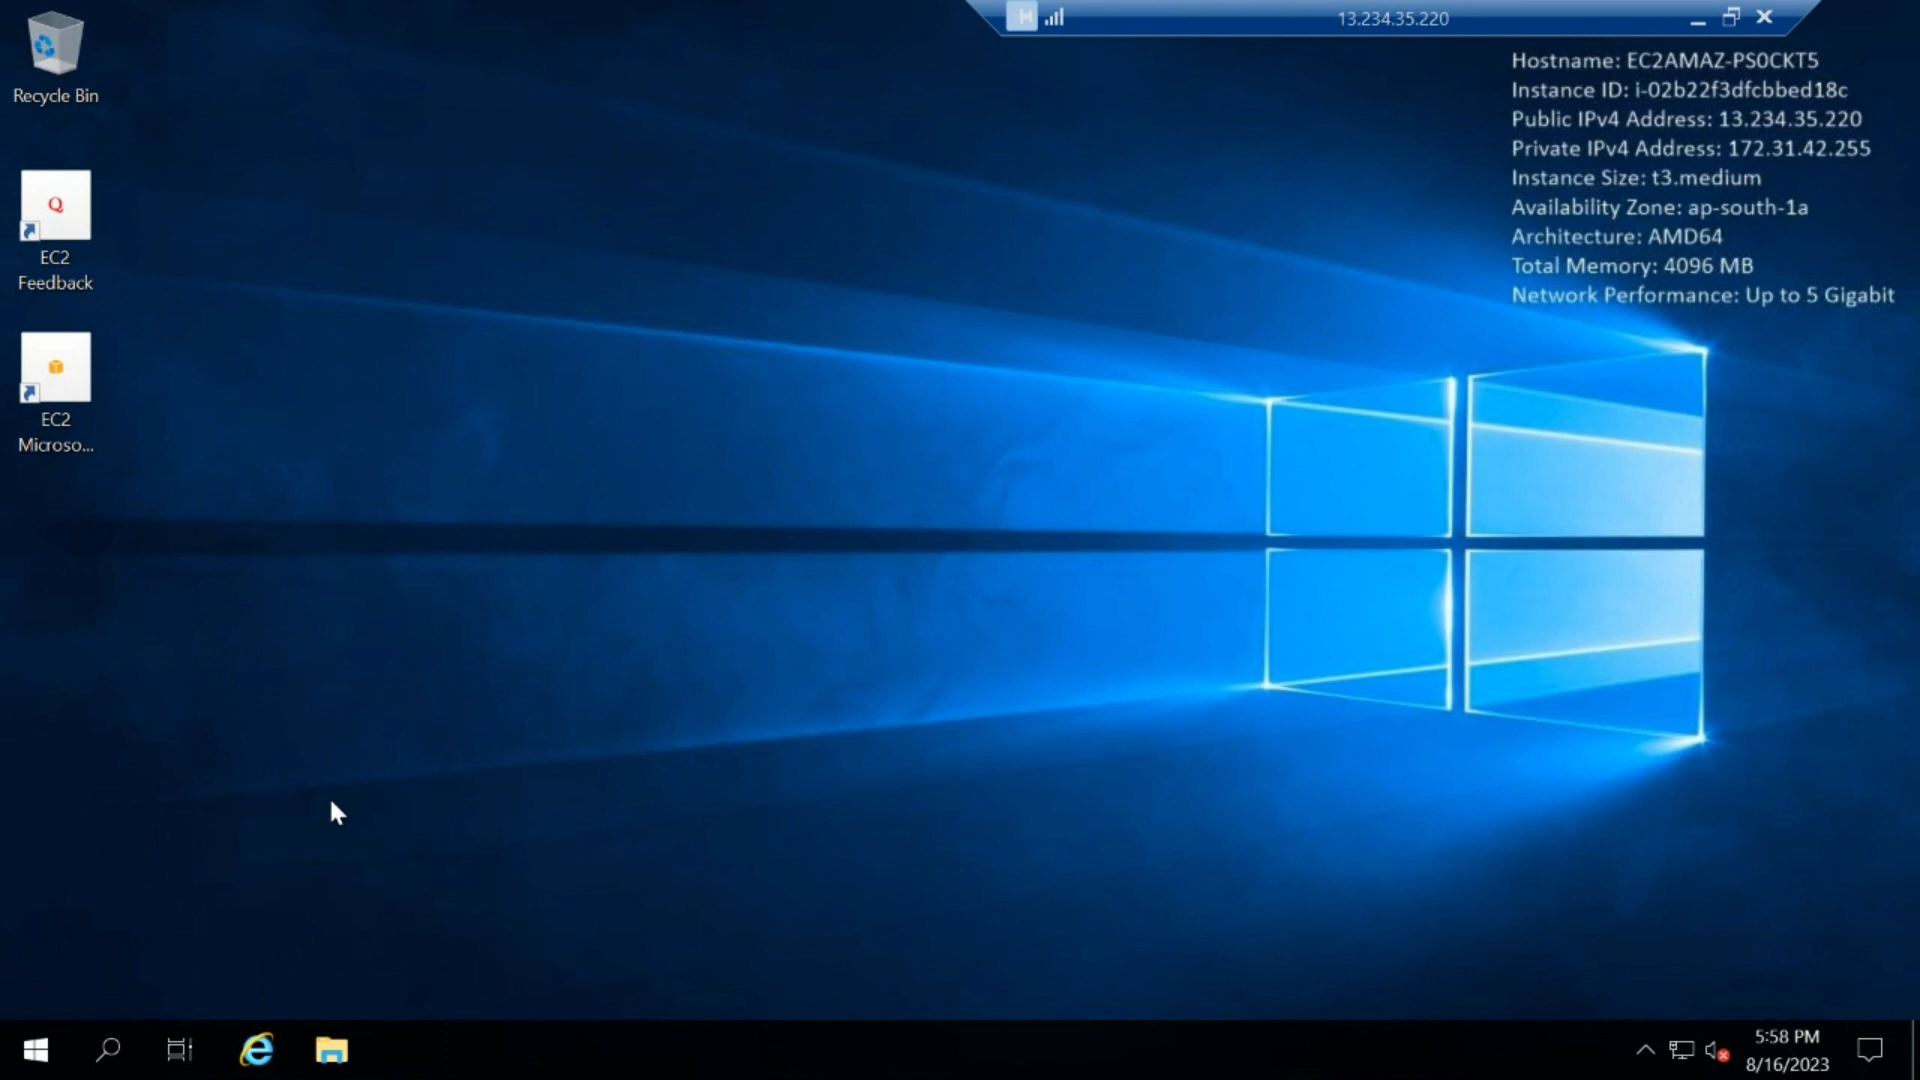 13.234.35.220
Hostname: EC2AMAZ-PS0CKT5
Instance ID: i-02b22f3dfcbbed18c
Public IPv4 Address: 13.234.35.220
Private IPv4 Address: 172.31.42.255
Instance Size: t3.medium
Availability Zone: ap-south-1a
Architecture: AMD64
Total Memory: 4096 MB
Network Performance: Up to 5 Gigabit
Recycle Bin
Q
EC2
Feedback
EC2
Microso...
5:58 PM
8/16/2023